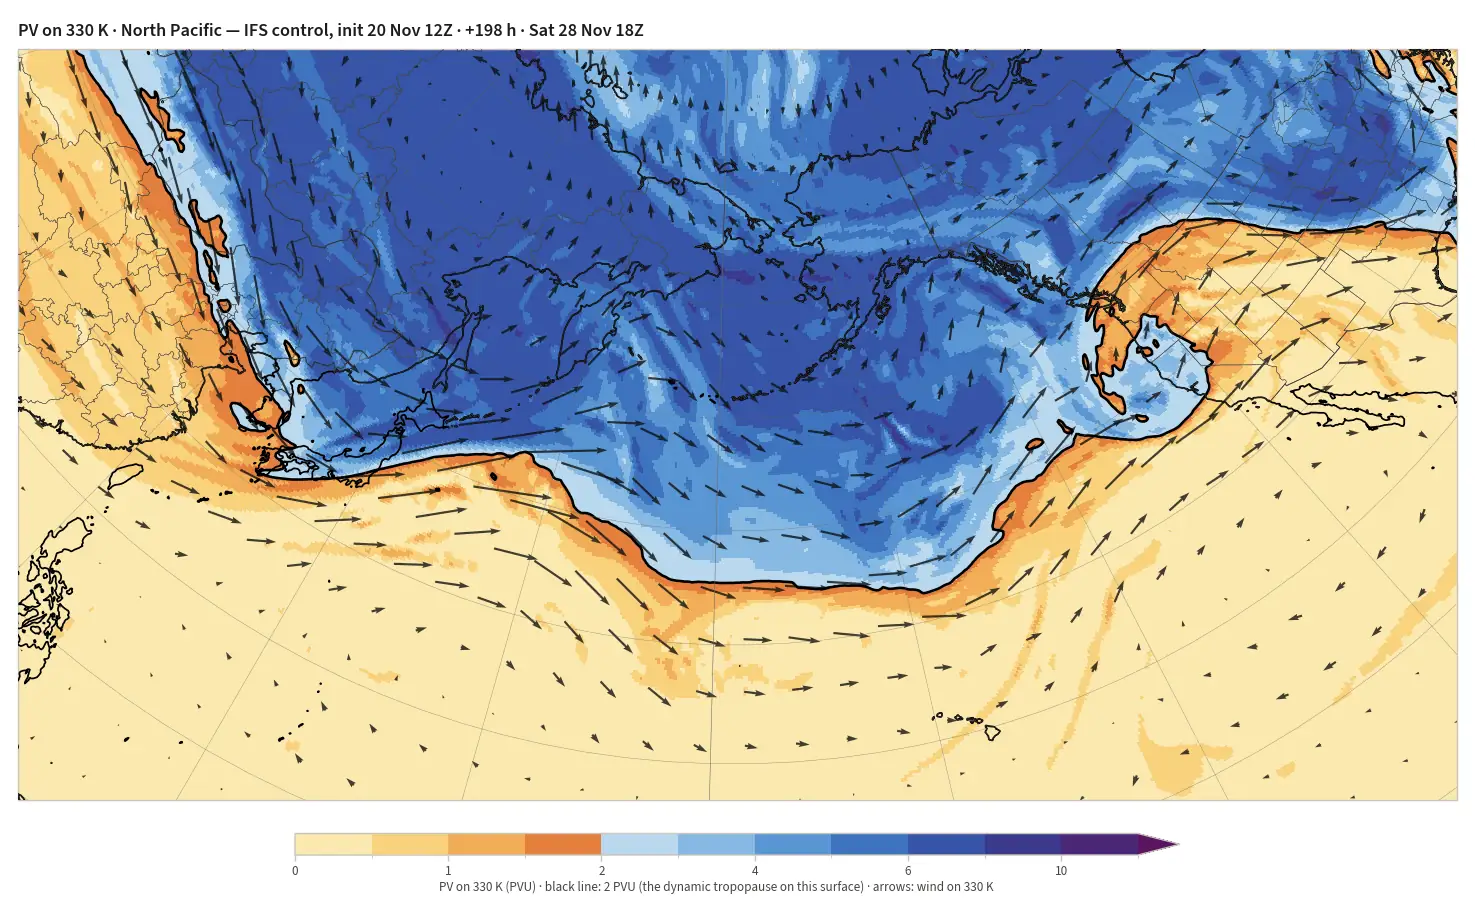 PV on 330 K · North Pacific — IFS control, init 20 Nov 12Z · +198 h · Sat 28 Nov 18Z
0 1 2 4 6 10
PV on 330 K (PVU) · black line: 2 PVU (the dynamic tropopause on this surface) · arrows: wind on 330 K